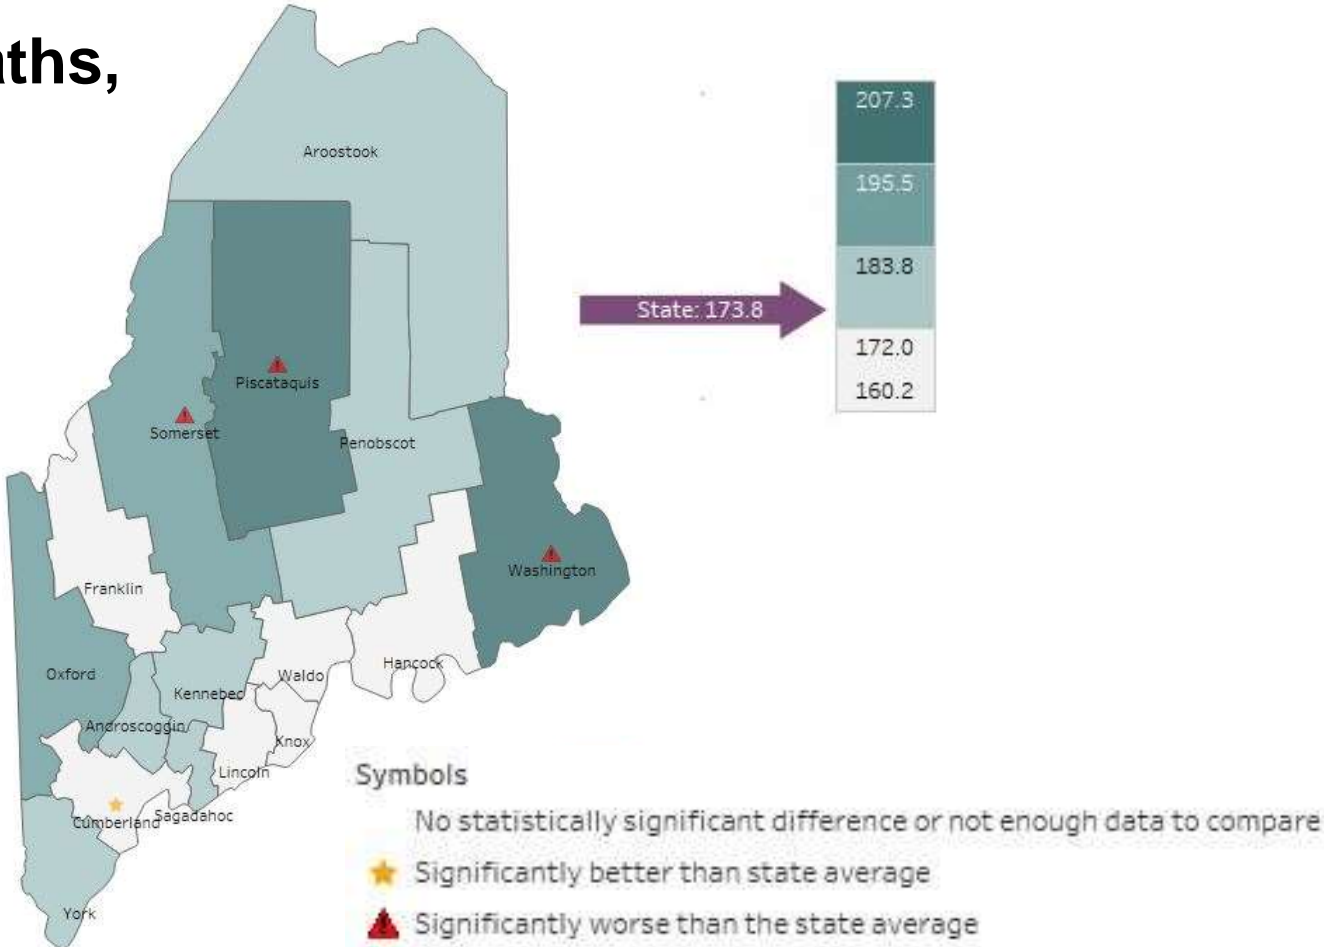 aths,
207.3
195.5
183.8
172.0
160.2
State: 173.8
Aroostook
Piscataquis
Somerset
Penobscot
Washington
Franklin
Oxford
Waldo
Hancock
Kennebec
Androscoggin
Knox
Lincoln
Sagadahoc
Cumberland
York
Symbols
No statistically significant difference or not enough data to compare
Significantly better than state average
Significantly worse than the state average